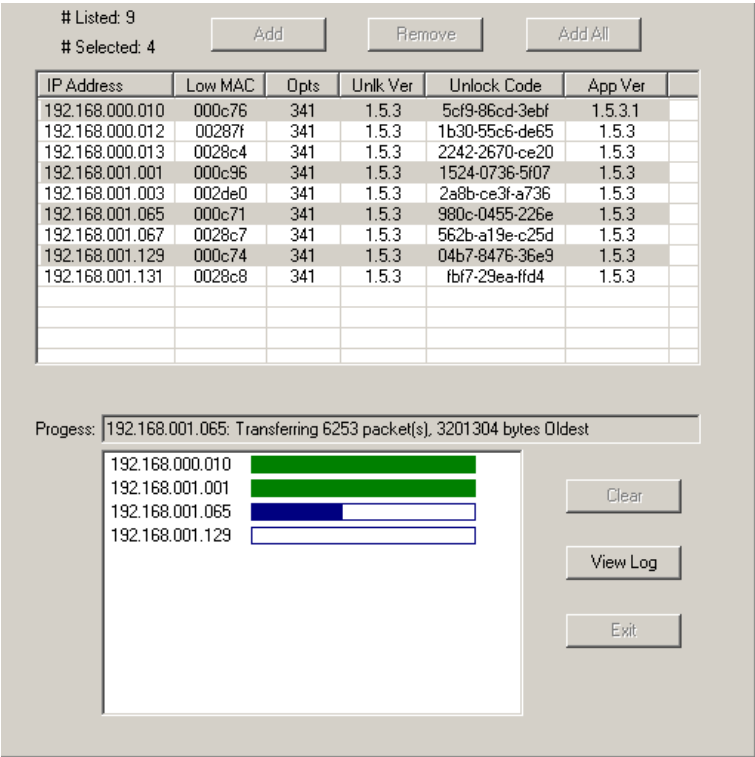 # Listed: 9
# Selected: 4
Add Remove Add All
IP Address Low MAC Opts Unlk Ver Unlock Code App Ver
192.168.000.010 000c76 341 1.5.3 5cf9-86cd-3ebf 1.5.3.1
192.168.000.012 00287f 341 1.5.3 1b30-55c6-de65 1.5.3
192.168.000.013 0028c4 341 1.5.3 2242-2670-ce20 1.5.3
192.168.001.001 000c96 341 1.5.3 1524-0736-5f07 1.5.3
192.168.001.003 002de0 341 1.5.3 2a8b-ce3f-a736 1.5.3
192.168.001.065 000c71 341 1.5.3 980c-0455-226e 1.5.3
192.168.001.067 0028c7 341 1.5.3 562b-a19e-c25d 1.5.3
192.168.001.129 000c74 341 1.5.3 04b7-8476-36e9 1.5.3
192.168.001.131 0028c8 341 1.5.3 fbf7-29ea-ffd4 1.5.3
Progess: 192.168.001.065: Transferring 6253 packet(s), 3201304 bytes Oldest
192.168.000.010
192.168.001.001
192.168.001.065
192.168.001.129
Clear
View Log
Exit